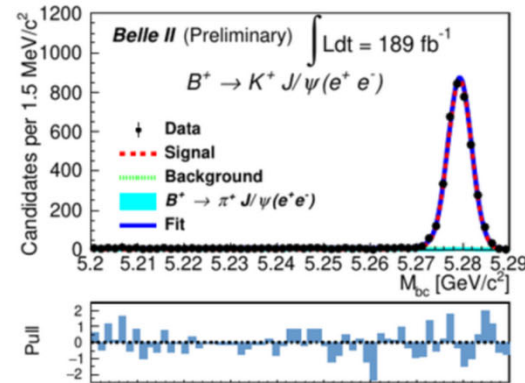 Candidates per 1.5 MeV/c²
1200
1000
800
600
400
200
0
Belle II (Preliminary) ∫ Ldt = 189 fb⁻¹
B⁺ → K⁺ J/ψ(e⁺ e⁻)
Data
Signal
Background
B⁺ → π⁺ J/ψ(e⁺e⁻)
Fit
5.2 5.21 5.22 5.23 5.24 5.25 5.26 5.27 5.28 5.29
M_bc [GeV/c²]
Pull
2
1
0
−1
−2